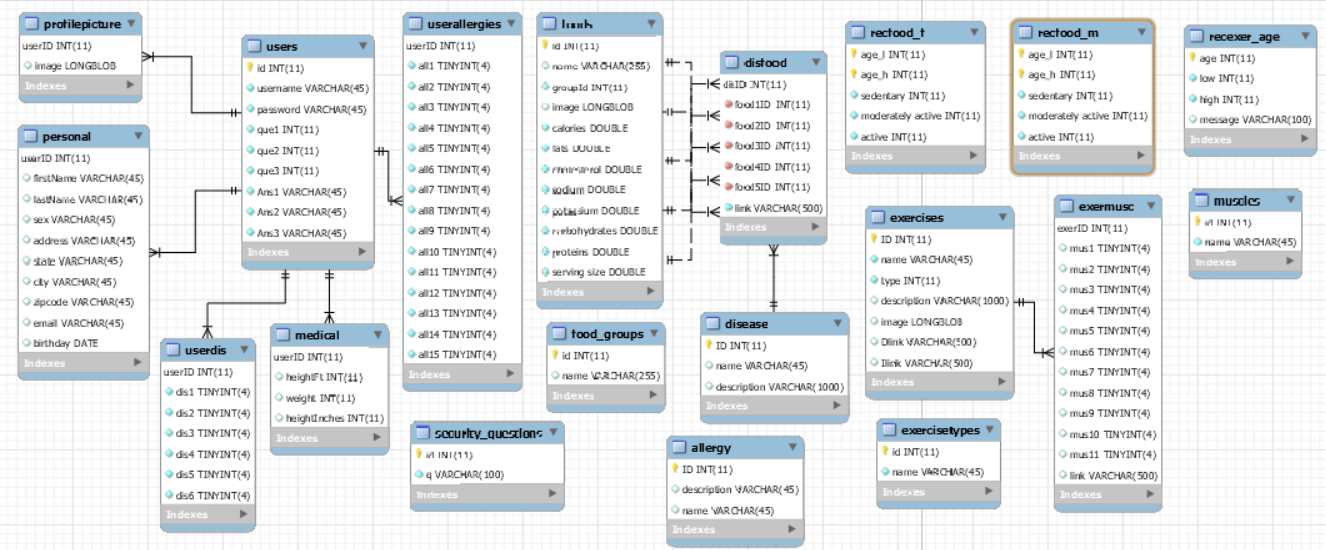 profilepicture
userID INT(11)
image LONGBLOB
Indexes
personal
userID INT(11)
firstName VARCHAR(45)
lastName VARCHAR(45)
sex VARCHAR(45)
address VARCHAR(45)
state VARCHAR(45)
city VARCHAR(45)
zipcode VARCHAR(45)
email VARCHAR(45)
birthday DATE
Indexes
users
id INT(11)
username VARCHAR(45)
password VARCHAR(45)
que1 INT(11)
que2 INT(11)
que3 INT(11)
Ans1 VARCHAR(45)
Ans2 VARCHAR(45)
Ans3 VARCHAR(45)
Indexes
userdis
userID INT(11)
dis1 TINYINT(4)
dis2 TINYINT(4)
dis3 TINYINT(4)
dis4 TINYINT(4)
dis5 TINYINT(4)
dis6 TINYINT(4)
Indexes
medical
userID INT(11)
heightFt INT(11)
weight INT(11)
heightInches INT(11)
Indexes
userallergies
userID INT(11)
all1 TINYINT(4)
all2 TINYINT(4)
all3 TINYINT(4)
all4 TINYINT(4)
all5 TINYINT(4)
all6 TINYINT(4)
all7 TINYINT(4)
all8 TINYINT(4)
all9 TINYINT(4)
all10 TINYINT(4)
all11 TINYINT(4)
all12 TINYINT(4)
all13 TINYINT(4)
all14 TINYINT(4)
all15 TINYINT(4)
Indexes
security_questions
id INT(11)
q VARCHAR(100)
Indexes
foods
id INT(11)
name VARCHAR(255)
groupId INT(11)
image LONGBLOB
calories DOUBLE
fats DOUBLE
cholesterol DOUBLE
sodium DOUBLE
potassium DOUBLE
carbohydrates DOUBLE
proteins DOUBLE
serving size DOUBLE
Indexes
food_groups
id INT(11)
name VARCHAR(255)
Indexes
disfood
disID INT(11)
food1ID INT(11)
food2ID INT(11)
food3ID INT(11)
food4ID INT(11)
food5ID INT(11)
link VARCHAR(500)
Indexes
disease
ID INT(11)
name VARCHAR(45)
description VARCHAR(1000)
Indexes
allergy
ID INT(11)
description VARCHAR(45)
name VARCHAR(45)
Indexes
recfood_f
age_l INT(11)
age_h INT(11)
sedentary INT(11)
moderately active INT(11)
active INT(11)
Indexes
recfood_m
age_l INT(11)
age_h INT(11)
sedentary INT(11)
moderately active INT(11)
active INT(11)
Indexes
recexer_age
age INT(11)
low INT(11)
high INT(11)
message VARCHAR(100)
Indexes
exercises
ID INT(11)
name VARCHAR(45)
type INT(11)
description VARCHAR(1000)
image LONGBLOB
Dlink VARCHAR(500)
Ilink VARCHAR(500)
Indexes
exercisetypes
id INT(11)
name VARCHAR(45)
Indexes
exermusc
exerID INT(11)
mus1 TINYINT(4)
mus2 TINYINT(4)
mus3 TINYINT(4)
mus4 TINYINT(4)
mus5 TINYINT(4)
mus6 TINYINT(4)
mus7 TINYINT(4)
mus8 TINYINT(4)
mus9 TINYINT(4)
mus10 TINYINT(4)
mus11 TINYINT(4)
link VARCHAR(500)
Indexes
muscles
id INT(11)
name VARCHAR(45)
Indexes